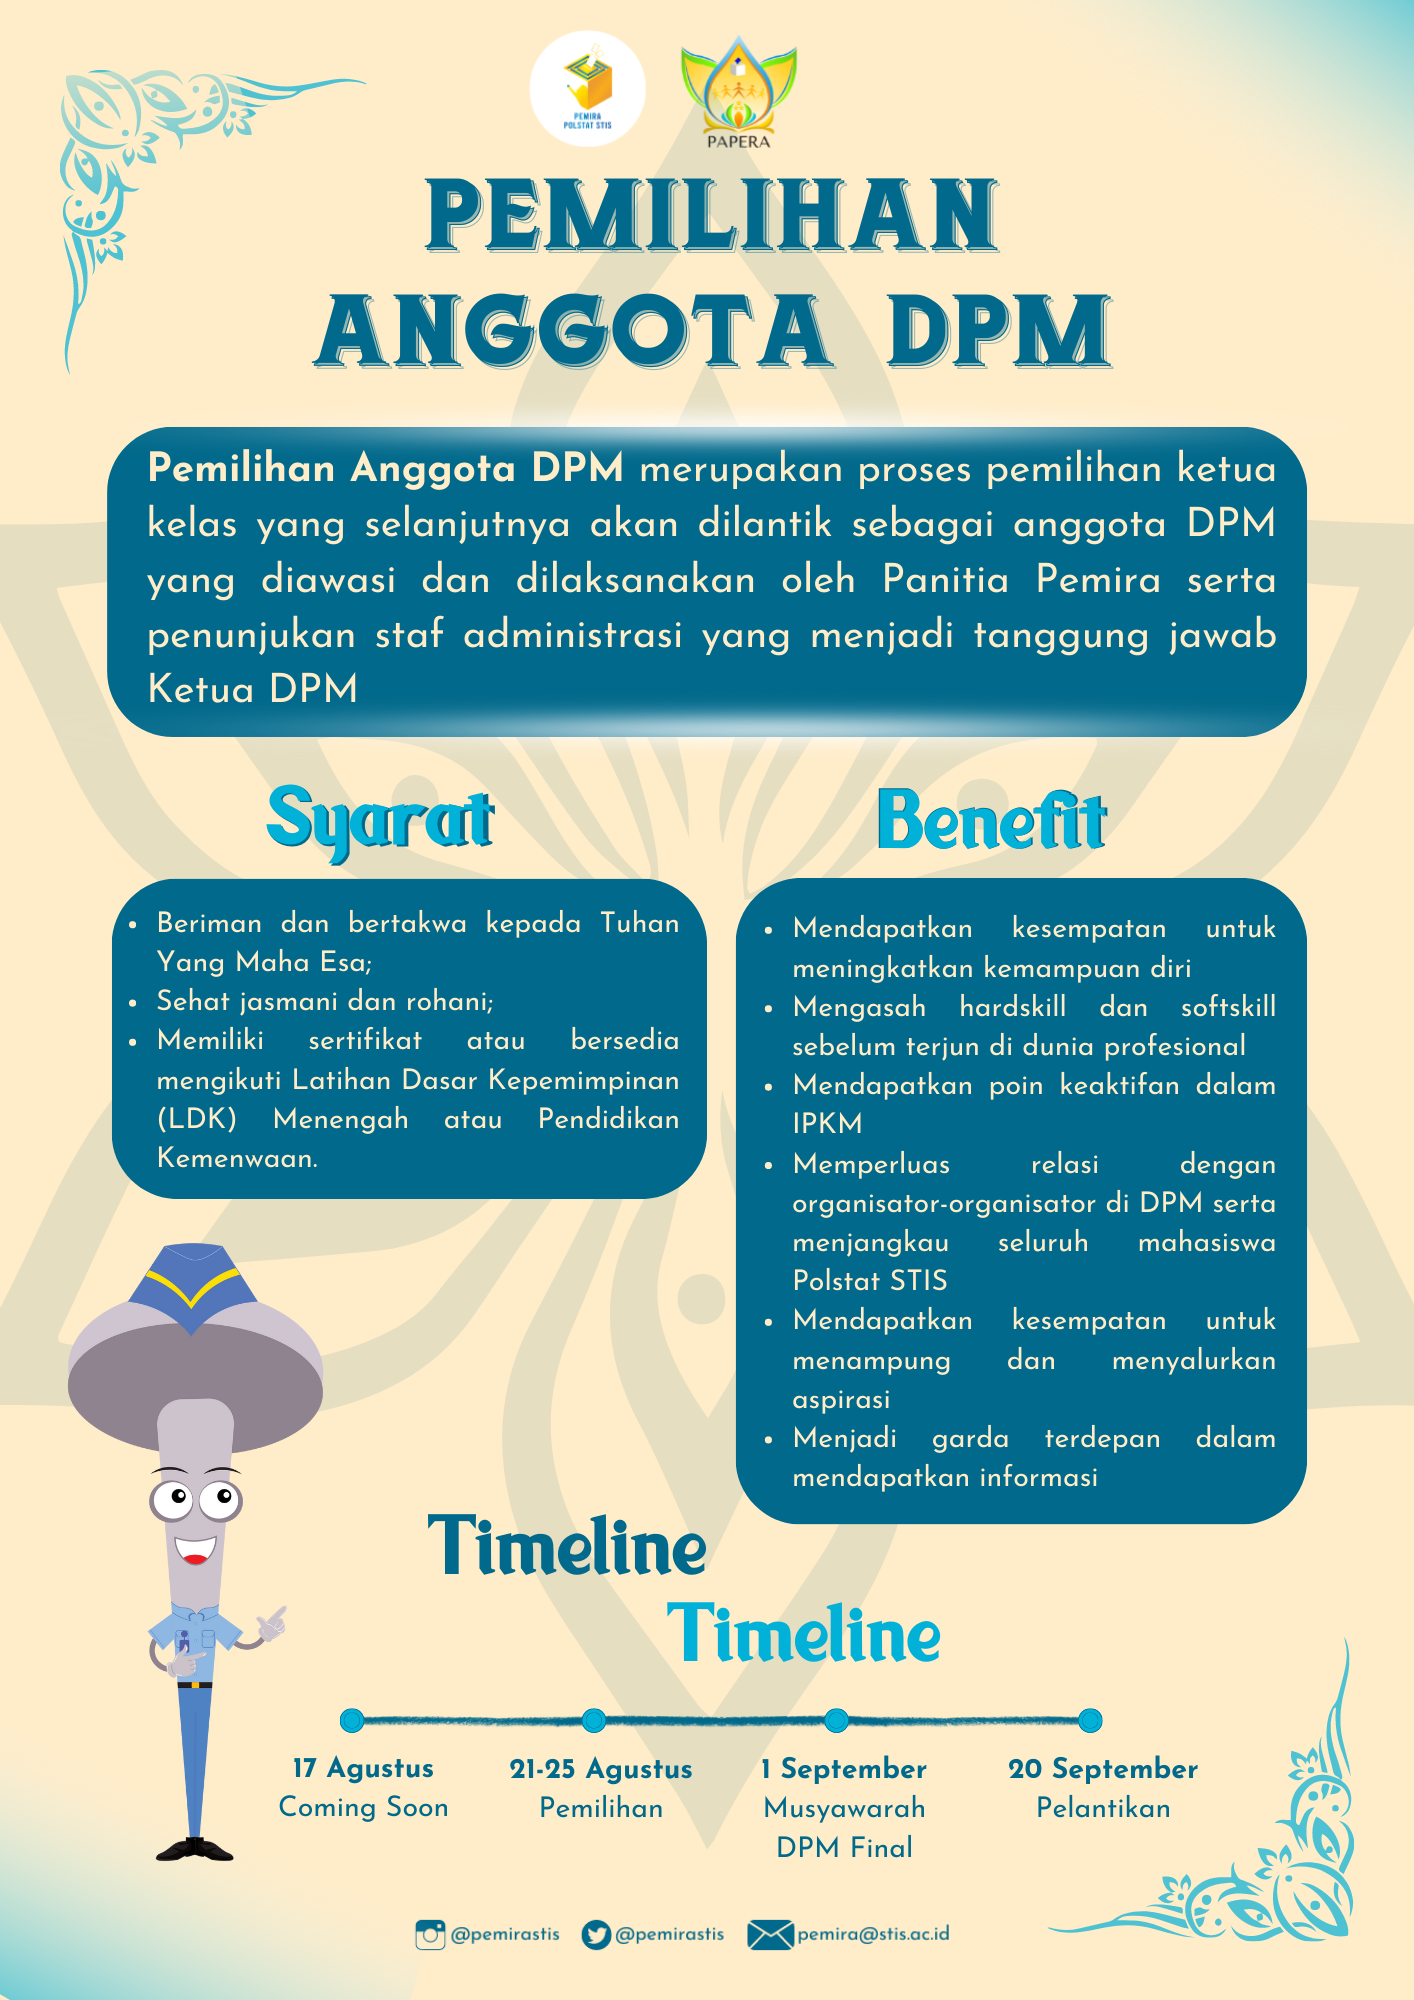 PEMIRA
POLSTAT STIS
PAPERA
PEMILIHAN
ANGGOTA DPM
Pemilihan Anggota DPM merupakan proses pemilihan ketua
kelas yang selanjutnya akan dilantik sebagai anggota DPM
yang diawasi dan dilaksanakan oleh Panitia Pemira serta
penunjukan staf administrasi yang menjadi tanggung jawab
Ketua DPM
Syarat
• Beriman dan bertakwa kepada Tuhan
Yang Maha Esa;
• Sehat jasmani dan rohani;
• Memiliki sertifikat atau bersedia
mengikuti Latihan Dasar Kepemimpinan
(LDK) Menengah atau Pendidikan
Kemenwaan.
Benefit
• Mendapatkan kesempatan untuk
meningkatkan kemampuan diri
• Mengasah hardskill dan softskill
sebelum terjun di dunia profesional
• Mendapatkan poin keaktifan dalam
IPKM
• Memperluas relasi dengan
organisator-organisator di DPM serta
menjangkau seluruh mahasiswa
Polstat STIS
• Mendapatkan kesempatan untuk
menampung dan menyalurkan
aspirasi
• Menjadi garda terdepan dalam
mendapatkan informasi
Timeline
Timeline
17 Agustus
Coming Soon
21-25 Agustus
Pemilihan
1 September
Musyawarah
DPM Final
20 September
Pelantikan
@pemirastis
@pemirastis
pemira@stis.ac.id